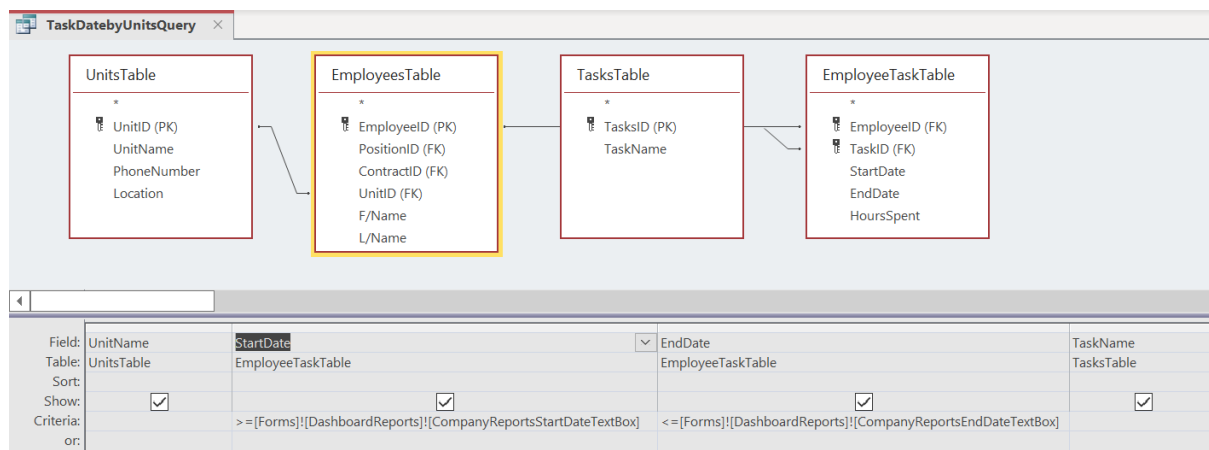 TaskDatebyUnitsQuery ×
UnitsTable
*
UnitID (PK)
UnitName
PhoneNumber
Location
EmployeesTable
*
EmployeeID (PK)
PositionID (FK)
ContractID (FK)
UnitID (FK)
F/Name
L/Name
TasksTable
*
TasksID (PK)
TaskName
EmployeeTaskTable
*
EmployeeID (FK)
TaskID (FK)
StartDate
EndDate
HoursSpent
Field: UnitName StartDate EndDate TaskName
Table: UnitsTable EmployeeTaskTable EmployeeTaskTable TasksTable
Sort:
Show:
Criteria: >=[Forms]![DashboardReports]![CompanyReportsStartDateTextBox] <=[Forms]![DashboardReports]![CompanyReportsEndDateTextBox]
or: